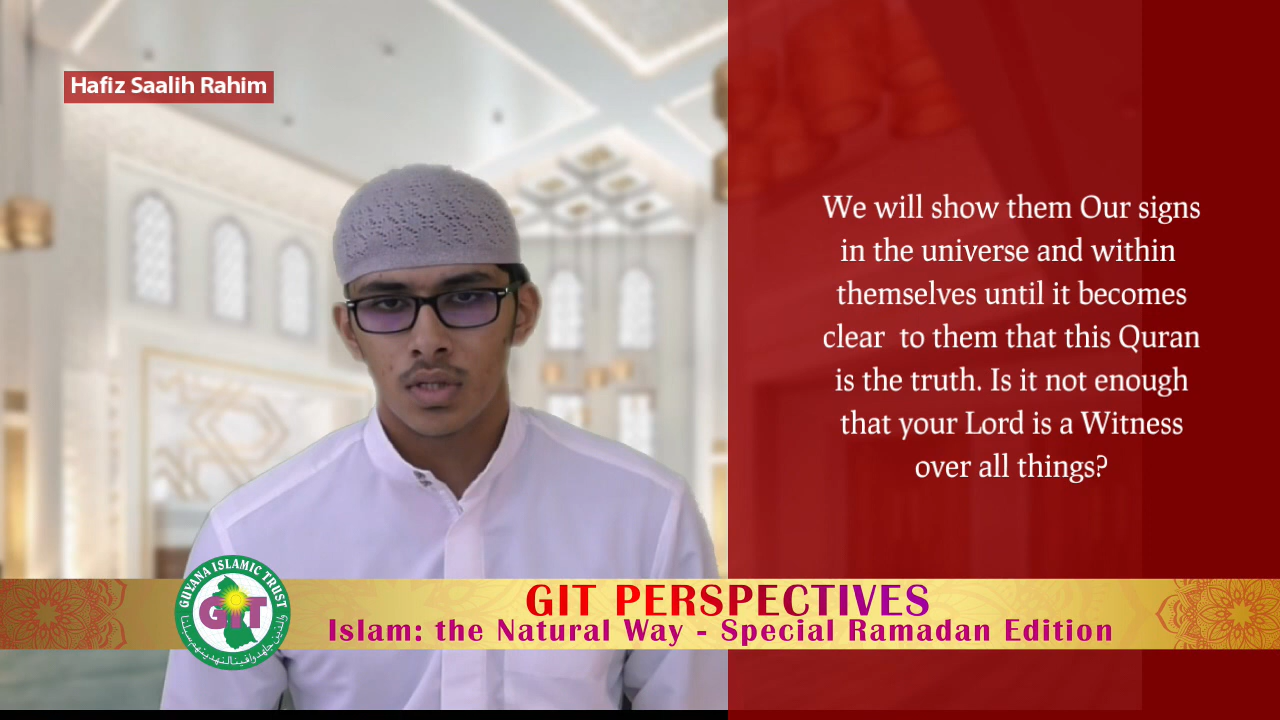 Hafiz Saalih Rahim
We will show them Our signs
in the universe and within
themselves until it becomes
clear to them that this Quran
is the truth. Is it not enough
that your Lord is a Witness
over all things?
GUYANA ISLAMIC TRUST
GIT
GIT PERSPECTIVES
Islam: the Natural Way - Special Ramadan Edition